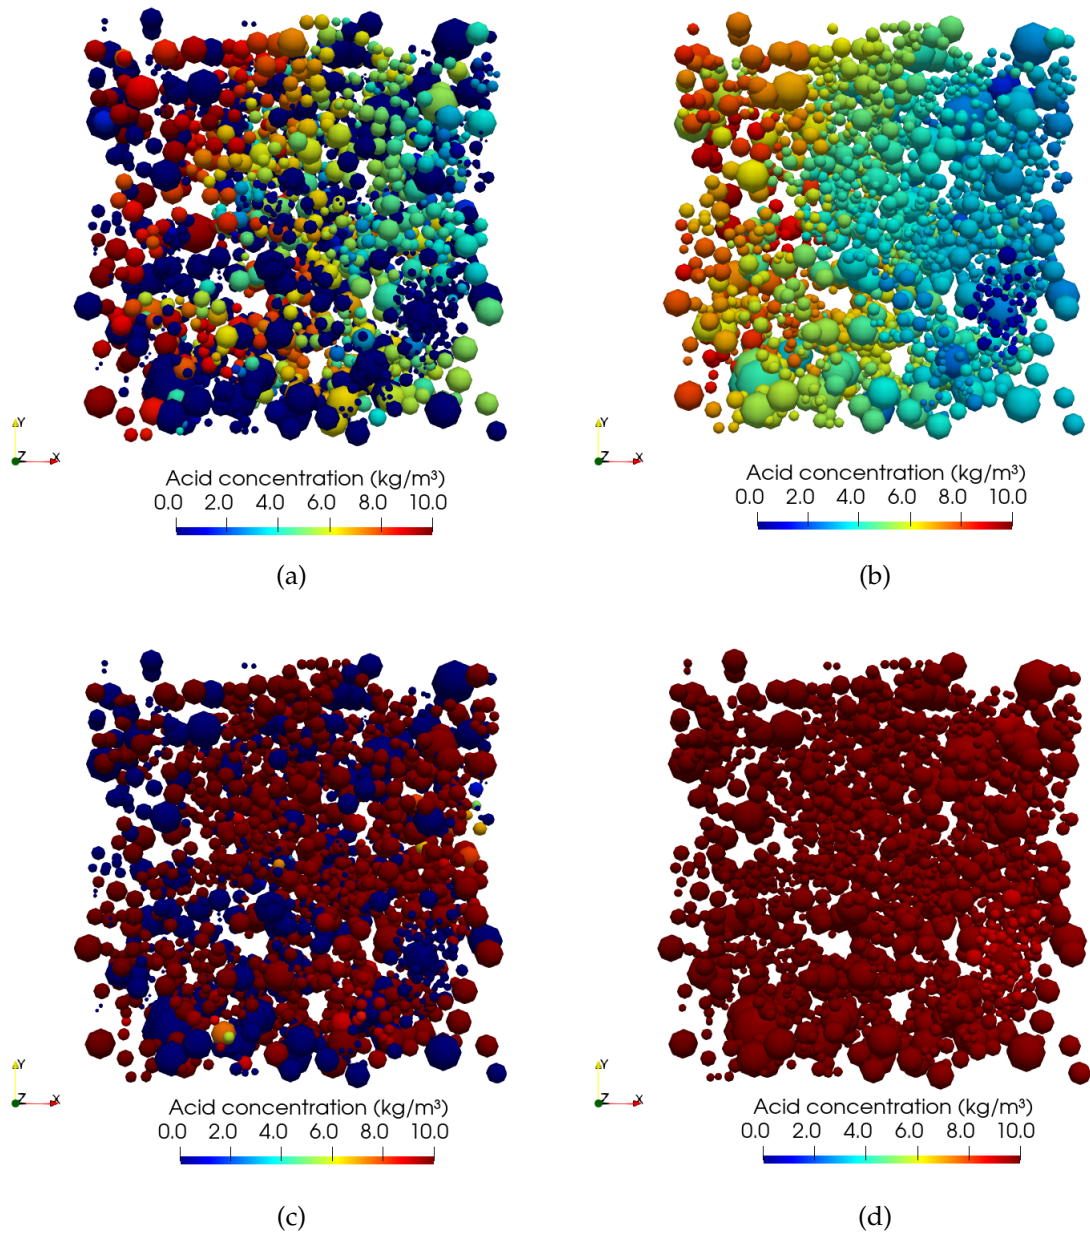 Y
Z
X
Acid concentration (kg/m³)
0.0 2.0 4.0 6.0 8.0 10.0
(a)
Y
Z
X
Acid concentration (kg/m³)
0.0 2.0 4.0 6.0 8.0 10.0
(b)
Y
Z
X
Acid concentration (kg/m³)
0.0 2.0 4.0 6.0 8.0 10.0
(c)
Y
Z
X
Acid concentration (kg/m³)
0.0 2.0 4.0 6.0 8.0 10.0
(d)